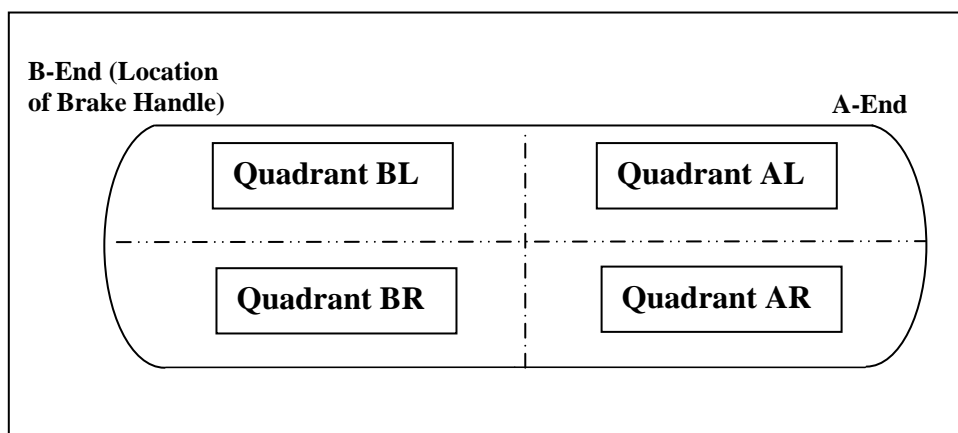 B-End (Location
of Brake Handle)
A-End
Quadrant BL
Quadrant AL
Quadrant BR
Quadrant AR